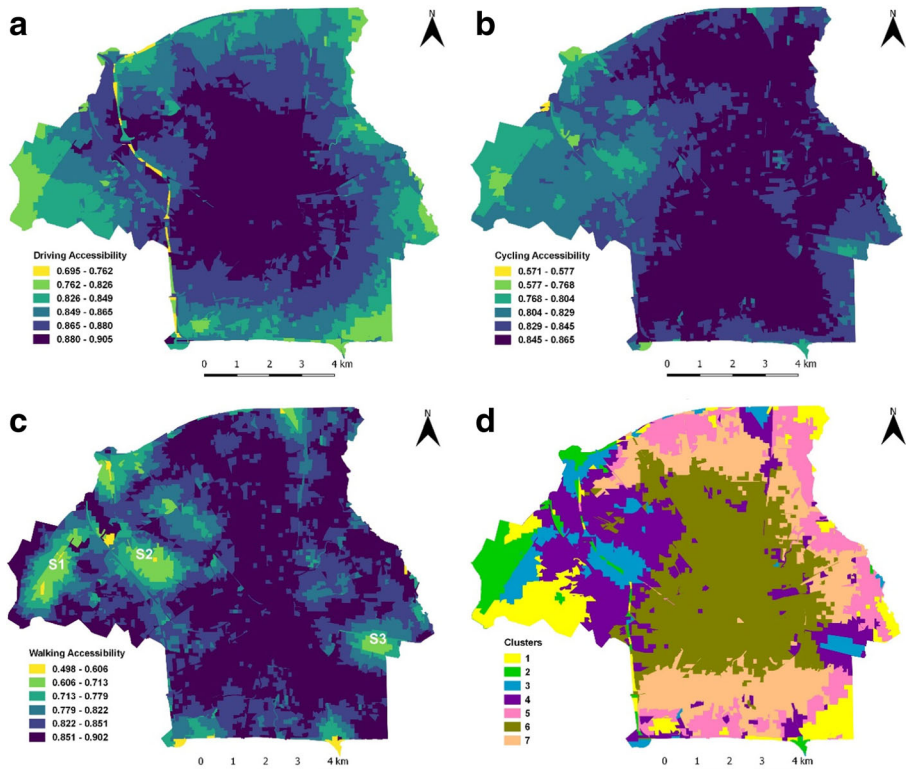 a
N
Driving Accessibility
0.695 - 0.762
0.762 - 0.826
0.826 - 0.849
0.849 - 0.865
0.865 - 0.880
0.880 - 0.905
0 1 2 3 4 km
b
N
Cycling Accessibility
0.571 - 0.577
0.577 - 0.768
0.768 - 0.804
0.804 - 0.829
0.829 - 0.845
0.845 - 0.865
0 1 2 3 4 km
c
N
S1
S2
S3
Walking Accessibility
0.498 - 0.606
0.606 - 0.713
0.713 - 0.779
0.779 - 0.822
0.822 - 0.851
0.851 - 0.902
0 1 2 3 4 km
d
N
Clusters
1
2
3
4
5
6
7
0 1 2 3 4 km